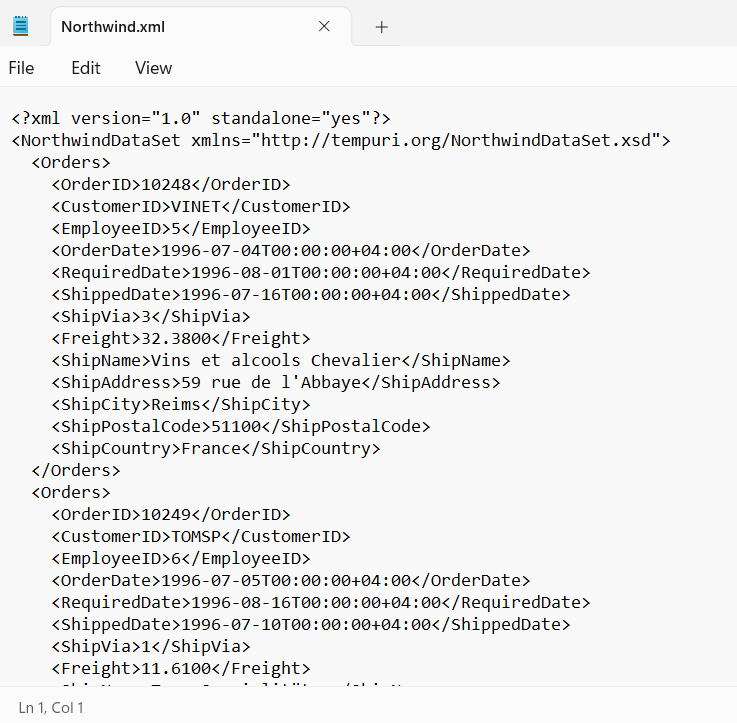 Northwind.xml
File Edit View
<?xml version="1.0" standalone="yes"?>
<NorthwindDataSet xmlns="http://tempuri.org/NorthwindDataSet.xsd">
  <Orders>
    <OrderID>10248</OrderID>
    <CustomerID>VINET</CustomerID>
    <EmployeeID>5</EmployeeID>
    <OrderDate>1996-07-04T00:00:00+04:00</OrderDate>
    <RequiredDate>1996-08-01T00:00:00+04:00</RequiredDate>
    <ShippedDate>1996-07-16T00:00:00+04:00</ShippedDate>
    <ShipVia>3</ShipVia>
    <Freight>32.3800</Freight>
    <ShipName>Vins et alcools Chevalier</ShipName>
    <ShipAddress>59 rue de l'Abbaye</ShipAddress>
    <ShipCity>Reims</ShipCity>
    <ShipPostalCode>51100</ShipPostalCode>
    <ShipCountry>France</ShipCountry>
  </Orders>
  <Orders>
    <OrderID>10249</OrderID>
    <CustomerID>TOMSP</CustomerID>
    <EmployeeID>6</EmployeeID>
    <OrderDate>1996-07-05T00:00:00+04:00</OrderDate>
    <RequiredDate>1996-08-16T00:00:00+04:00</RequiredDate>
    <ShippedDate>1996-07-10T00:00:00+04:00</ShippedDate>
    <ShipVia>1</ShipVia>
    <Freight>11.6100</Freight>
Ln 1, Col 1